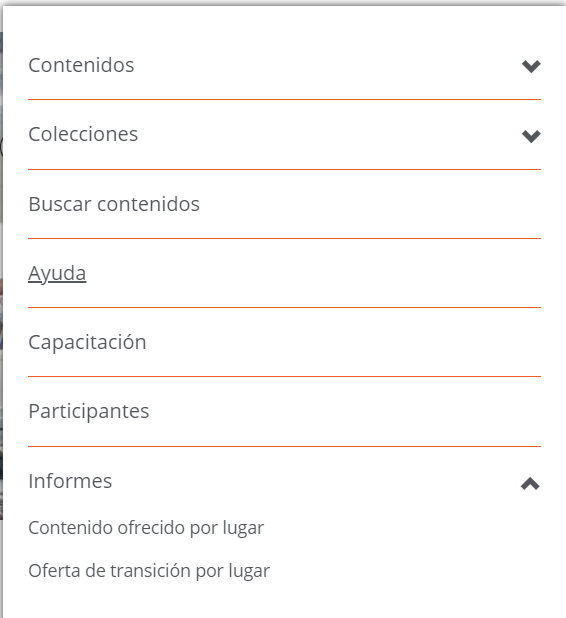 Contenidos
Colecciones
Buscar contenidos
Ayuda
Capacitación
Participantes
Informes
Contenido ofrecido por lugar
Oferta de transición por lugar